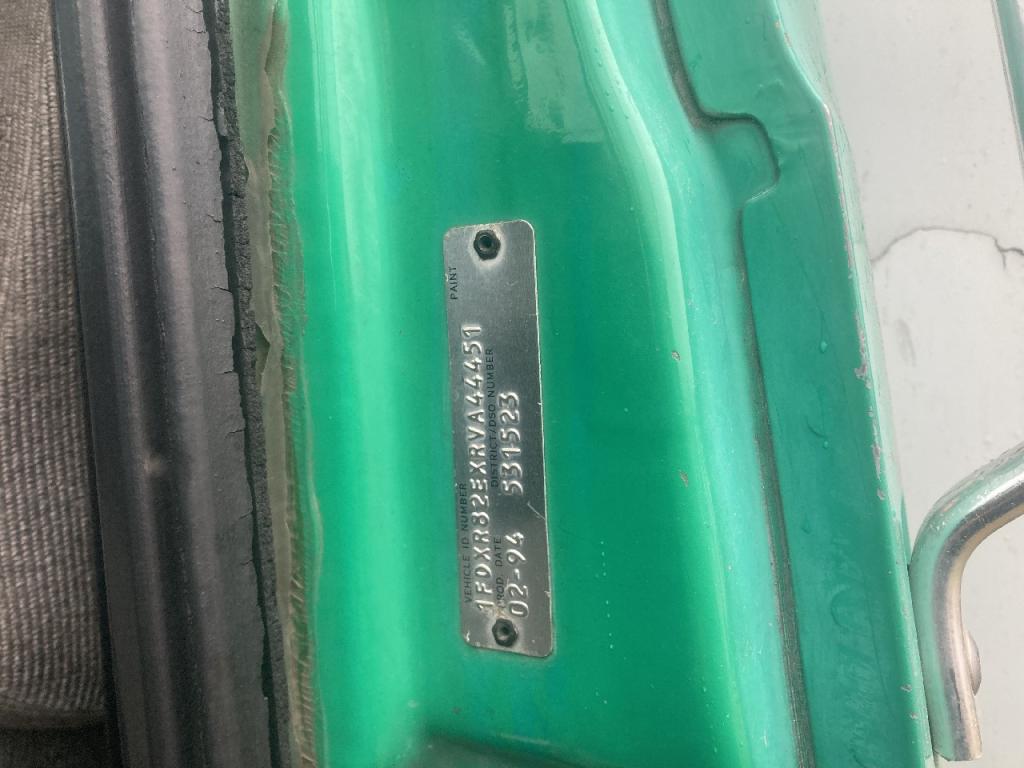 VEHICLE ID NUMBER PAINT
1FDXR82EXRVA44451
PROD. DATE DISTRICT/DSO NUMBER
02-94 531523